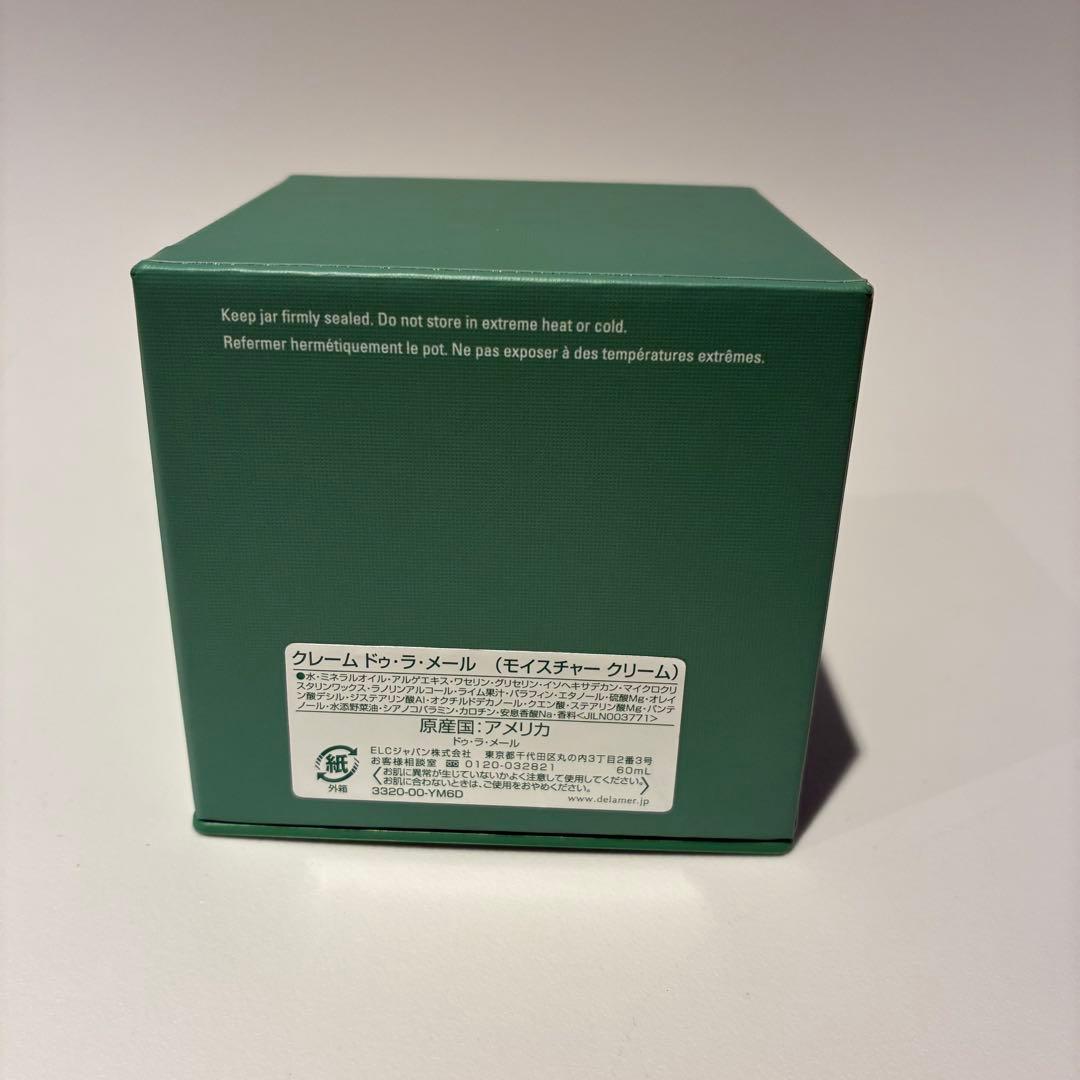 Keep jar firmly sealed. Do not store in extreme heat or cold.
Refermer hermétiquement le pot. Ne pas exposer à des températures extrêmes.
クレーム ドゥ・ラ・メール （モイスチャー クリーム）
●水・ミネラルオイル・アルゲエキス・ワセリン・グリセリン・イソヘキサデカン・マイクロクリ
スタリンワックス・ラノリンアルコール・ライム果汁・パラフィン・エタノール・硫酸Mg・オレイ
ン酸デシル・ジステアリン酸Al・オクチルドデカノール・クエン酸・ステアリン酸Mg・パンテ
ノール・水添野菜油・シアノコバラミン・カロチン・安息香酸Na・香料<JILN003771>
原産国：アメリカ
ドゥ・ラ・メール
ELCジャパン株式会社 東京都千代田区丸の内3丁目2番3号
お客様相談室 0120-032821 60mL
〈お肌に異常が生じていないかよく注意して使用してください。
お肌に合わないときは、ご使用をおやめください。〉
紙
外箱
3320-00-YM6D
www.delamer.jp